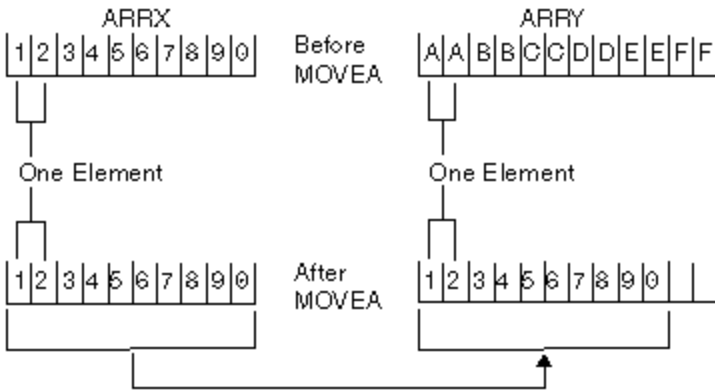 ARRX ARRY
1 2 3 4 5 6 7 8 9 0 Before MOVEA A A B B C C D D E E F F
One Element One Element
1 2 3 4 5 6 7 8 9 0 After MOVEA 1 2 3 4 5 6 7 8 9 0